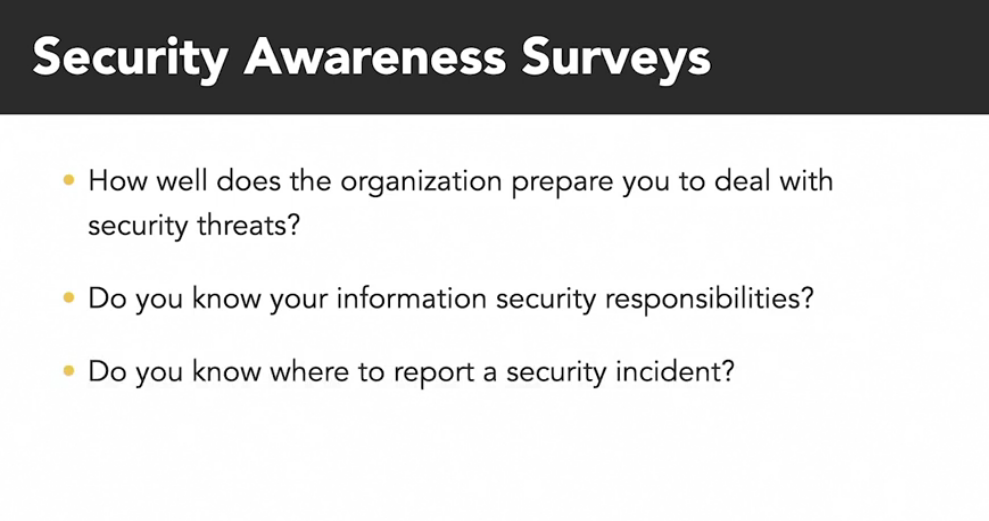 Security Awareness Surveys
• How well does the organization prepare you to deal with
security threats?
• Do you know your information security responsibilities?
• Do you know where to report a security incident?